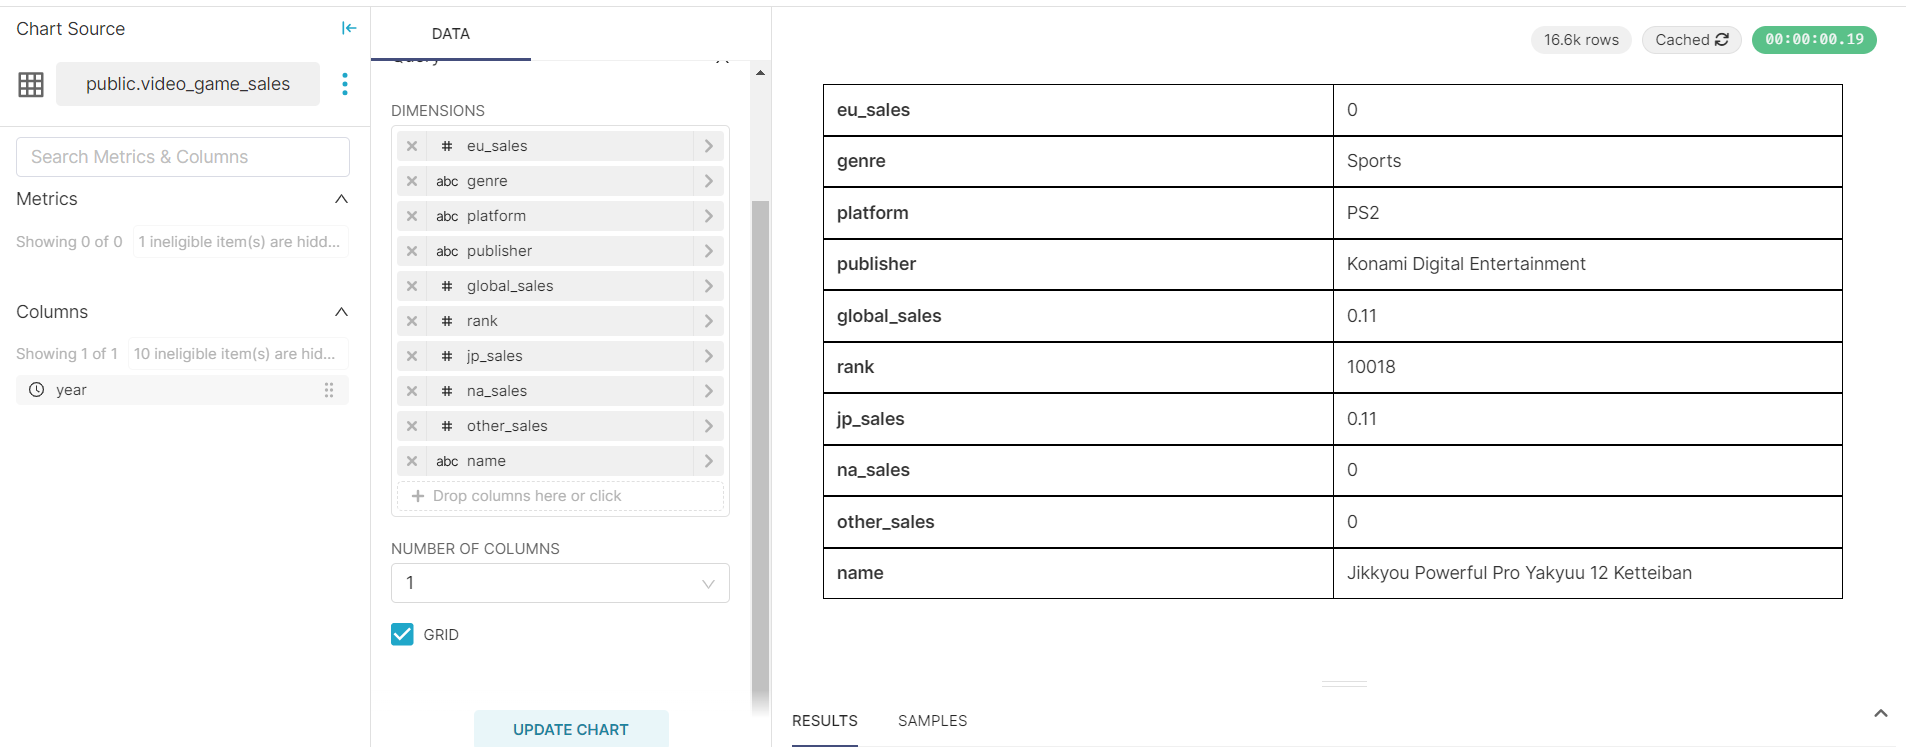 Chart Source
public.video_game_sales
Search Metrics & Columns
Metrics
Showing 0 of 0
1 ineligible item(s) are hidd...
Columns
Showing 1 of 1
10 ineligible item(s) are hid...
year
DATA
Query
DIMENSIONS
# eu_sales
abc genre
abc platform
abc publisher
# global_sales
# rank
# jp_sales
# na_sales
# other_sales
abc name
+ Drop columns here or click
NUMBER OF COLUMNS
1
GRID
UPDATE CHART
16.6k rows
Cached
00:00:00.19
eu_sales 0
genre Sports
platform PS2
publisher Konami Digital Entertainment
global_sales 0.11
rank 10018
jp_sales 0.11
na_sales 0
other_sales 0
name Jikkyou Powerful Pro Yakyuu 12 Ketteiban
RESULTS
SAMPLES